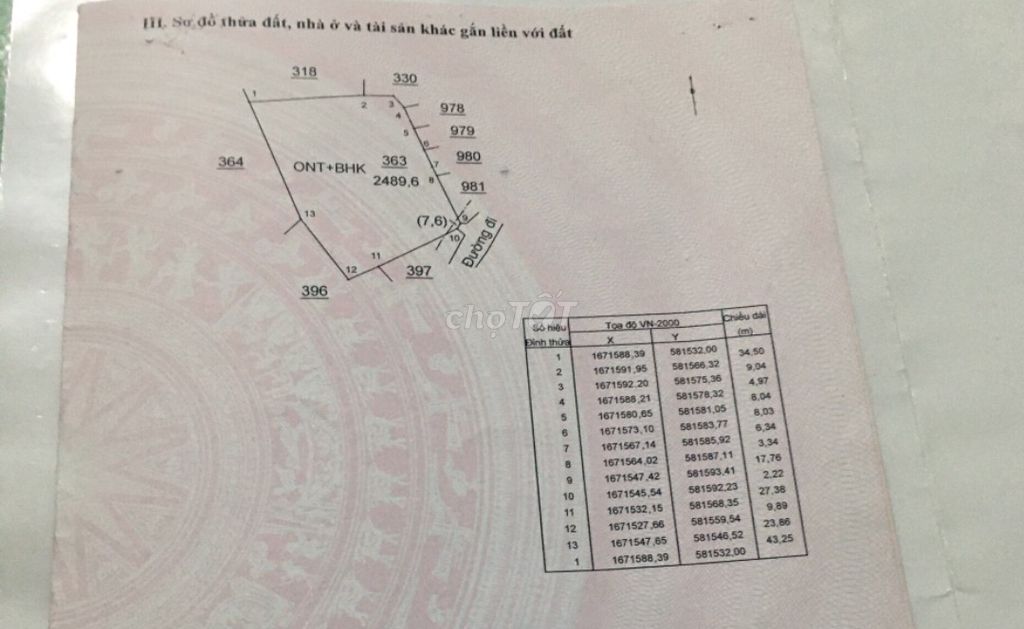 III. Sơ đồ thửa đất, nhà ở và tài sản khác gắn liền với đất
318
330
1
2
3
4
978
5
979
6
980
7
364
ONT+BHK
363
2489,6
8
981
13
(7,6)
9
10
Đường đi
11
12
397
396
chợTỐT
Số hiệu Đỉnh thửa Tọa độ VN-2000 Chiều dài (m)
X Y
1 1671588,39 581532,00
34,50
2 1671591,95 581566,32
9,04
3 1671592.20 581575,36
4,97
4 1671588,21 581578,32
8,04
5 1671580,65 581581,05
8,03
6 1671573,10 581583,77
6,34
7 1671567,14 581585,92
3,34
8 1671564,02 581587,11
17,76
9 1671547,42 581593,41
2,22
10 1671545,54 581592,23
27,38
11 1671532,15 581568,35
9,89
12 1671527,66 581559,54
23,86
13 1671547,65 581546,52
43,25
1 1671588,39 581532,00